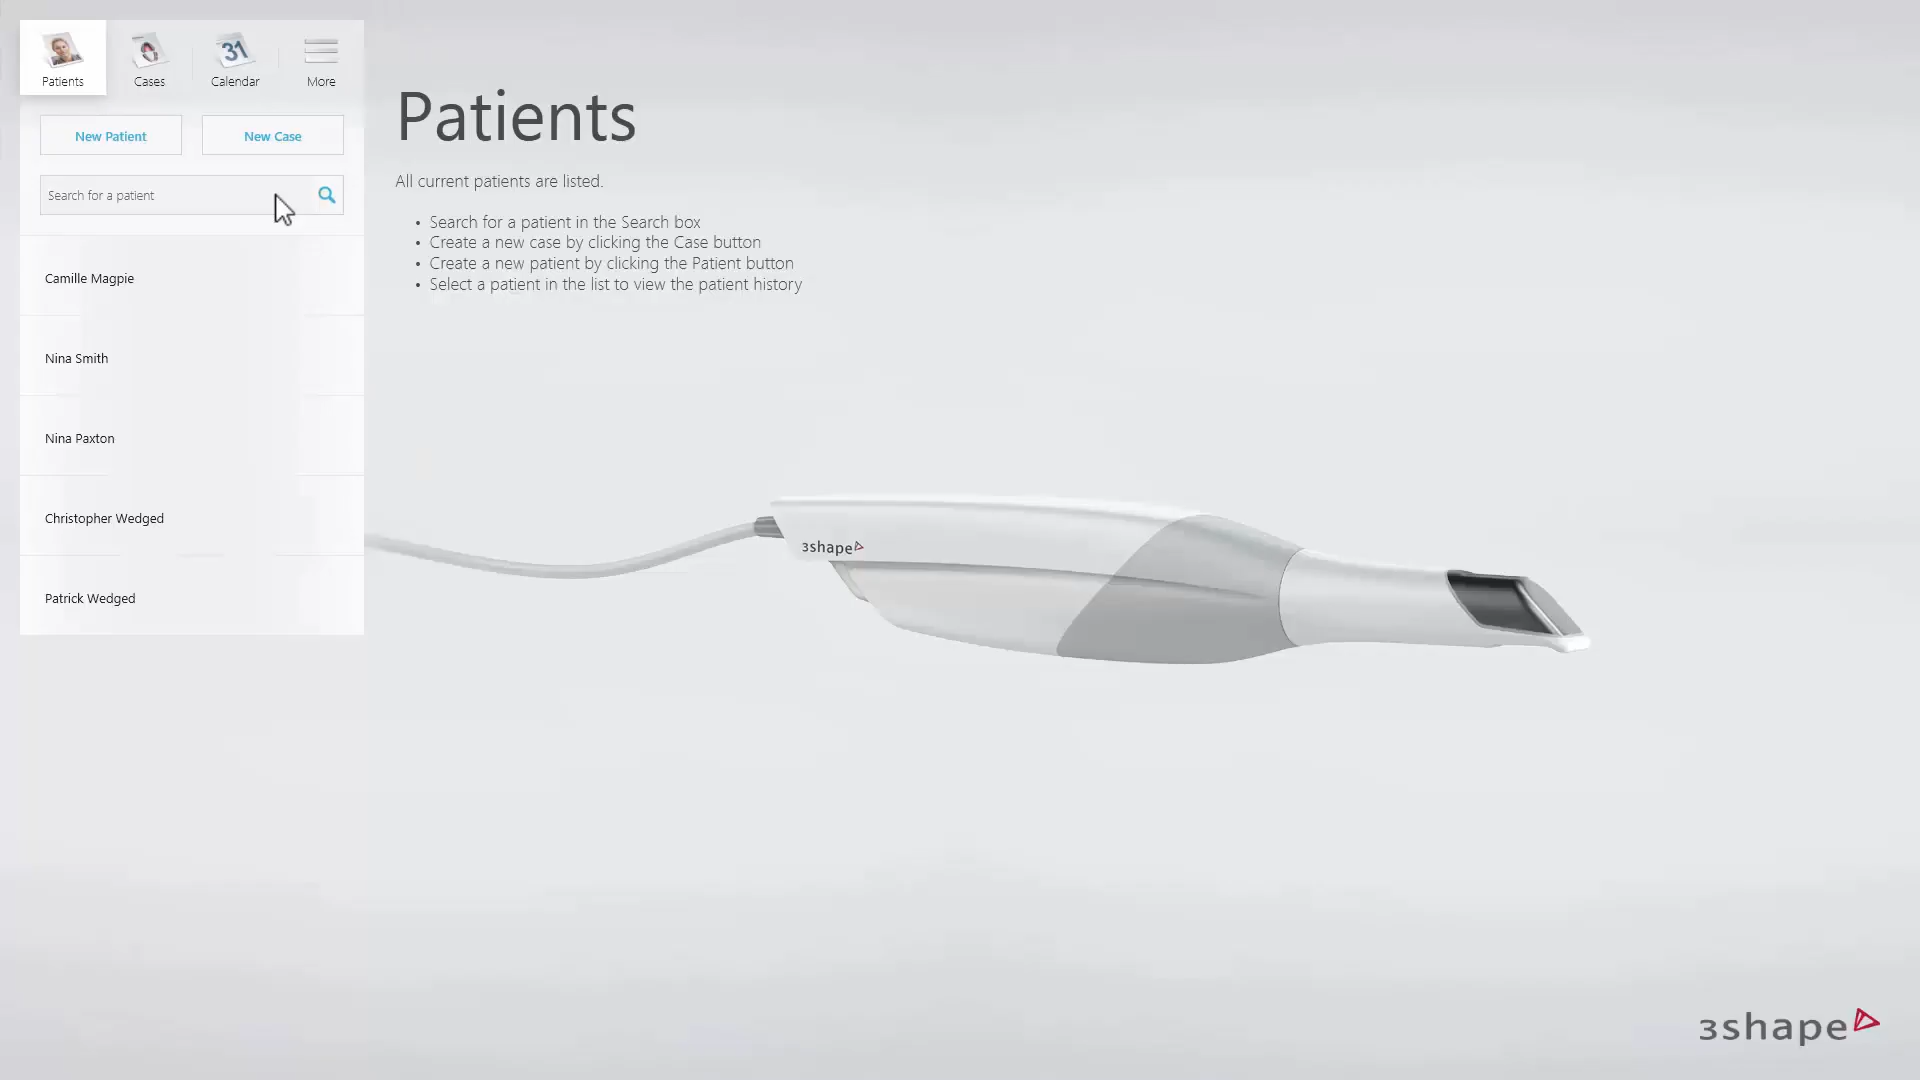 Patients
Cases
31
Calendar
More
New Patient
New Case
Search for a patient
Camille Magpie
Nina Smith
Nina Paxton
Christopher Wedged
Patrick Wedged
Patients
All current patients are listed.
• Search for a patient in the Search box
• Create a new case by clicking the Case button
• Create a new patient by clicking the Patient button
• Select a patient in the list to view the patient history
3shape
3shape